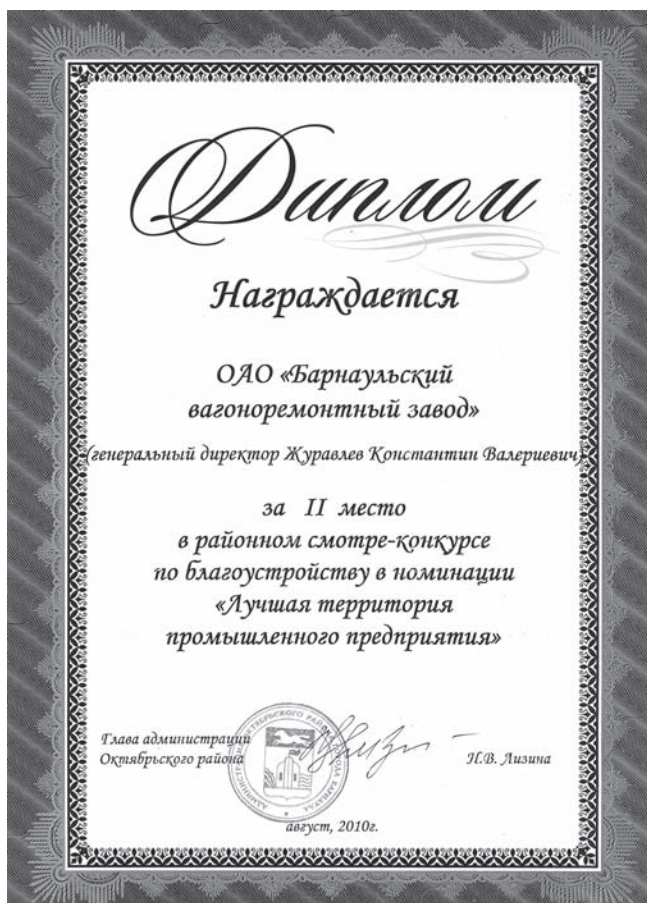 Диплом
Награждается
ОАО «Барнаульский
вагоноремонтный завод»
(генеральный директор Журавлев Константин Валериевич)
за II место
в районном смотре-конкурсе
по благоустройству в номинации
«Лучшая территория
промышленного предприятия»
Глава администрации
Октябрьского района
Н.В. Лизина
август, 2010г.